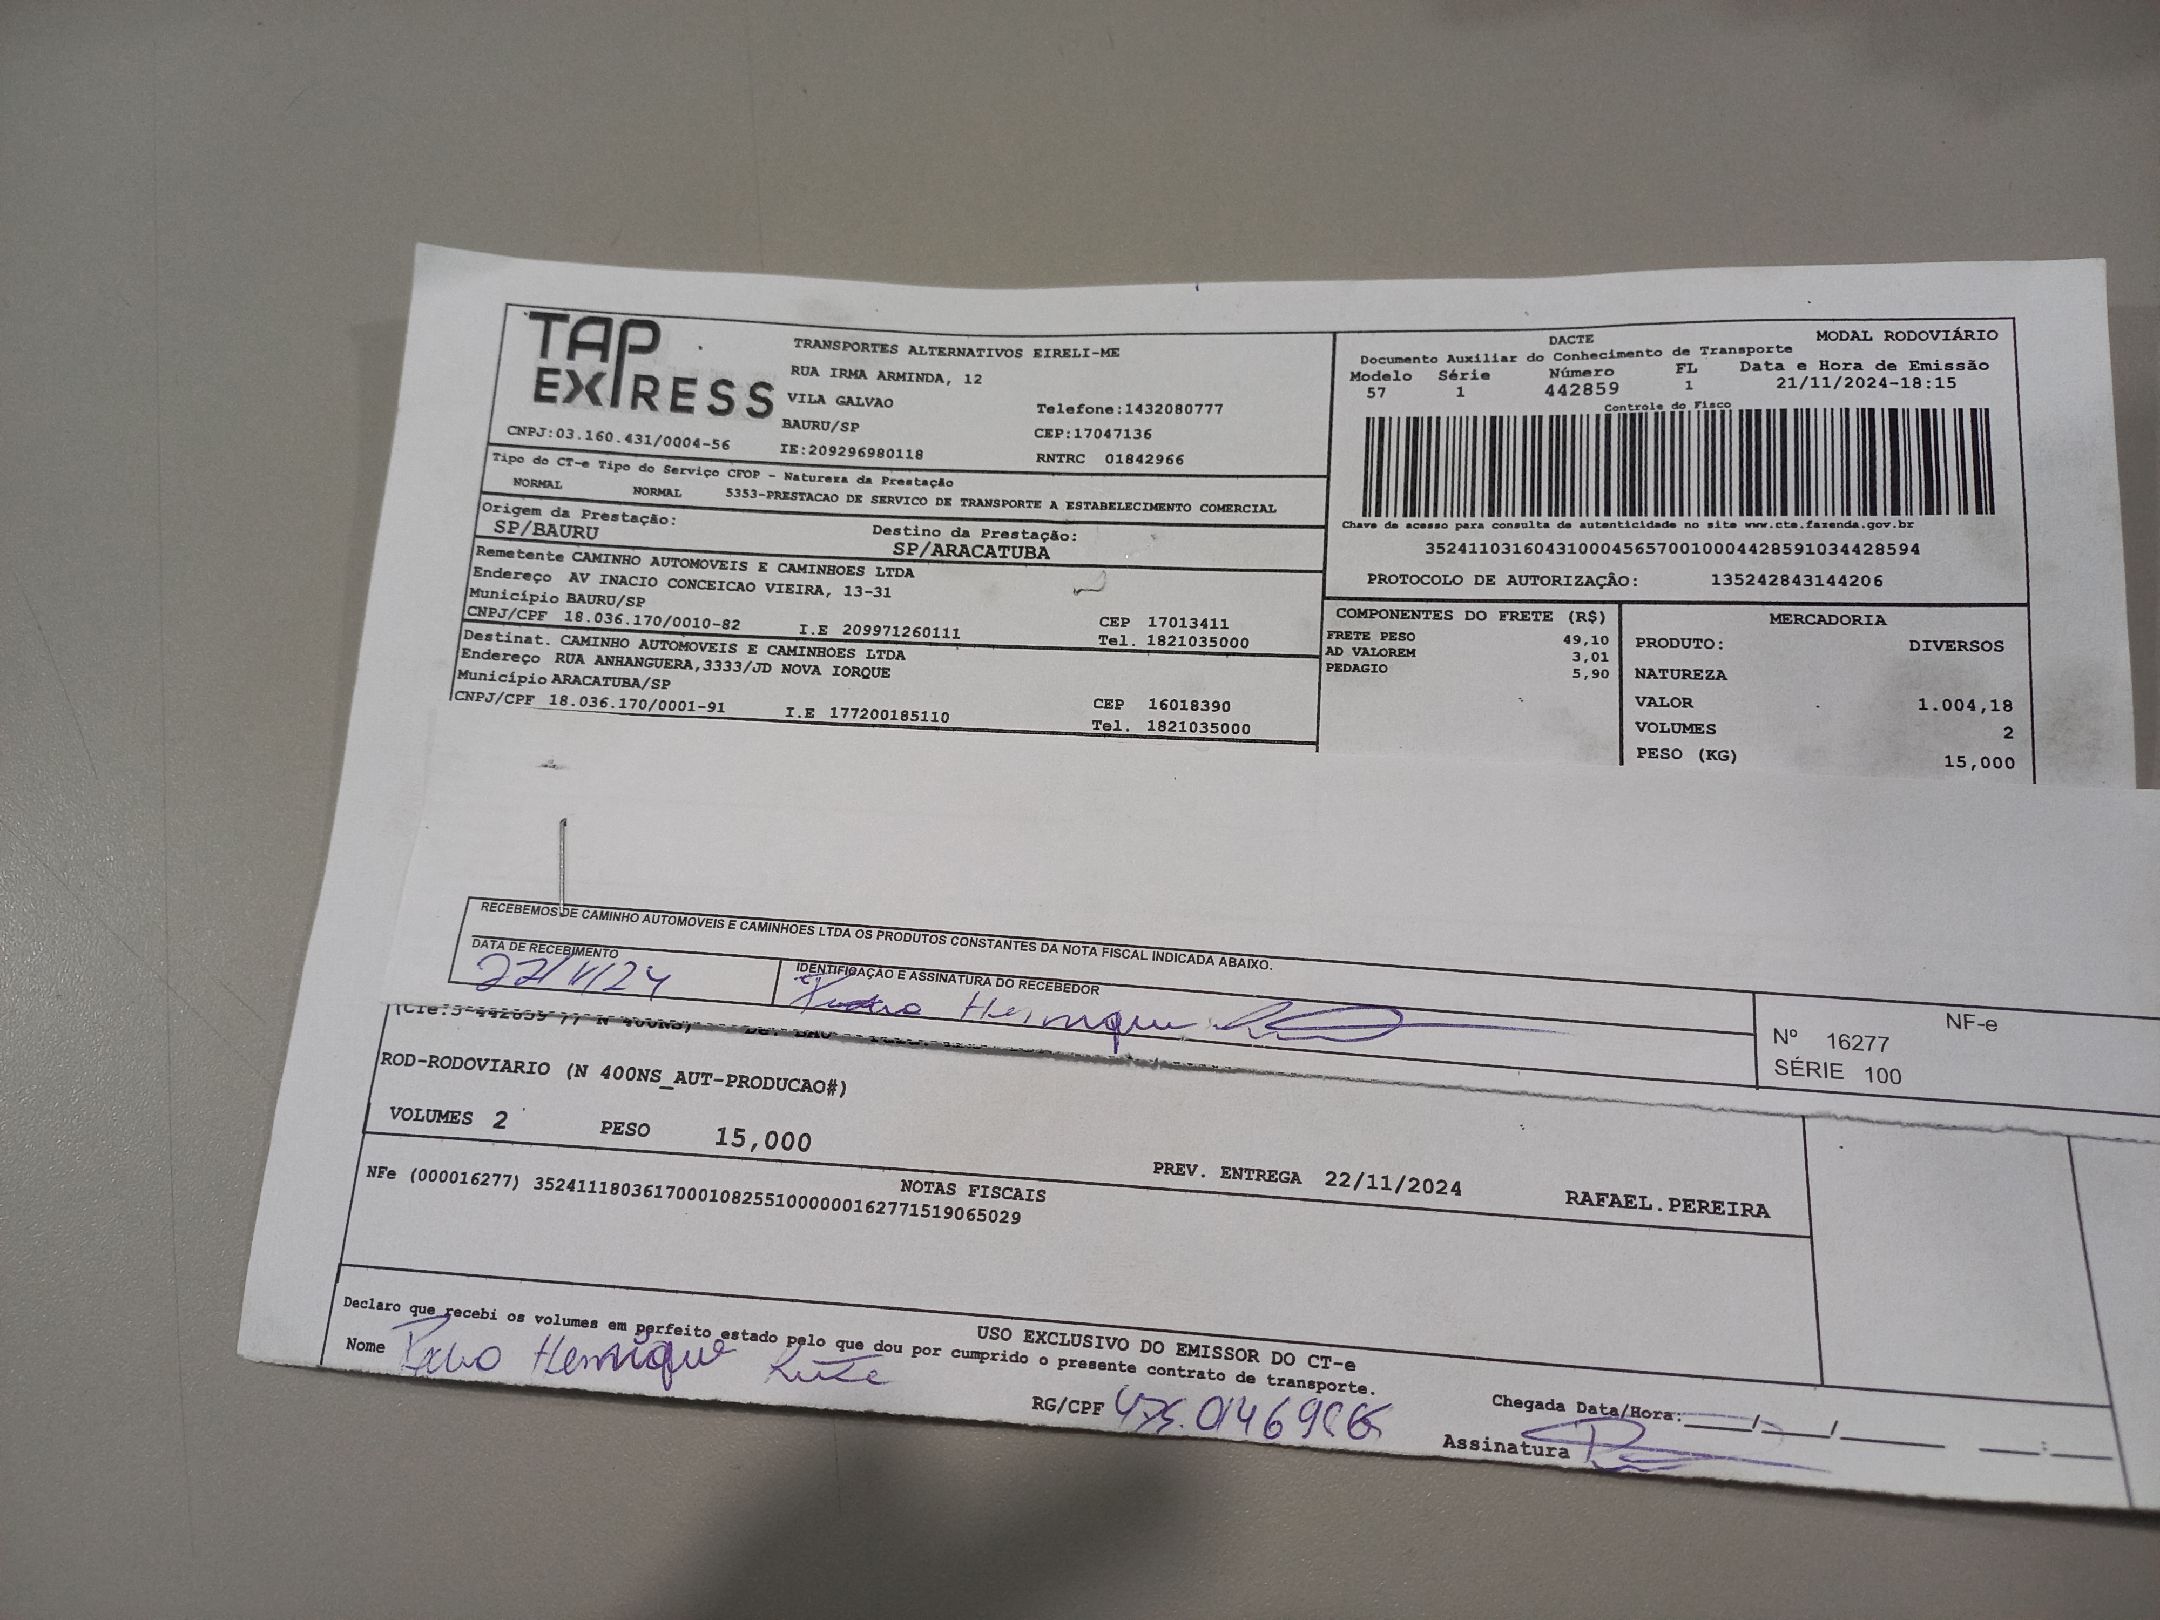 TAP
EXPRESS
TRANSPORTES ALTERNATIVOS EIRELI-ME
RUA IRMA ARMINDA, 12
VILA GALVAO
BAURU/SP
Telefone:1432080777
CEP:17047136
CNPJ:03.160.431/0004-56
IE:209296980118
RNTRC 01842966
DACTE
MODAL RODOVIÁRIO
Documento Auxiliar do Conhecimento de Transporte
Modelo Série Número FL Data e Hora de Emissão
57 1 442859 1 21/11/2024-18:15
Controle do Fisco
Chave de acesso para consulta de autenticidade no site www.cte.fazenda.gov.br
35241103160431000456570010004428591034428594
PROTOCOLO DE AUTORIZAÇÃO: 135242843144206
Tipo do CT-e Tipo do Serviço CFOP - Natureza da Prestação
NORMAL NORMAL 5353-PRESTACAO DE SERVICO DE TRANSPORTE A ESTABELECIMENTO COMERCIAL
Origem da Prestação: Destino da Prestação:
SP/BAURU SP/ARACATUBA
Remetente CAMINHO AUTOMOVEIS E CAMINHOES LTDA
Endereço AV INACIO CONCEICAO VIEIRA, 13-31
Município BAURU/SP CEP 17013411
CNPJ/CPF 18.036.170/0010-82 I.E 209971260111 Tel. 1821035000
Destinat. CAMINHO AUTOMOVEIS E CAMINHOES LTDA
Endereço RUA ANHANGUERA,3333/JD NOVA IORQUE
Município ARACATUBA/SP CEP 16018390
CNPJ/CPF 18.036.170/0001-91 I.E 177200185110 Tel. 1821035000
COMPONENTES DO FRETE (R$)
FRETE PESO 49,10
AD VALOREM 3,01
PEDAGIO 5,90
MERCADORIA
PRODUTO: DIVERSOS
NATUREZA
VALOR 1.004,18
VOLUMES 2
PESO (KG) 15,000
RECEBEMOS DE CAMINHO AUTOMOVEIS E CAMINHOES LTDA OS PRODUTOS CONSTANTES DA NOTA FISCAL INDICADA ABAIXO.
DATA DE RECEBIMENTO IDENTIFICAÇÃO E ASSINATURA DO RECEBEDOR
22/11/24 Pedro Henrique
NF-e
Nº 16277
SÉRIE 100
ROD-RODOVIARIO (N 400NS_AUT-PRODUCAO#)
VOLUMES 2 PESO 15,000 PREV. ENTREGA 22/11/2024 RAFAEL.PEREIRA
NOTAS FISCAIS
NFe (000016277) 35241118036170001082551000000162771519065029
USO EXCLUSIVO DO EMISSOR DO CT-e
Declaro que recebi os volumes em perfeito estado pelo que dou por cumprido o presente contrato de transporte.
Nome Pedro Henrique
RG/CPF
Chegada Data/Hora:___/___/____ __:__
Assinatura